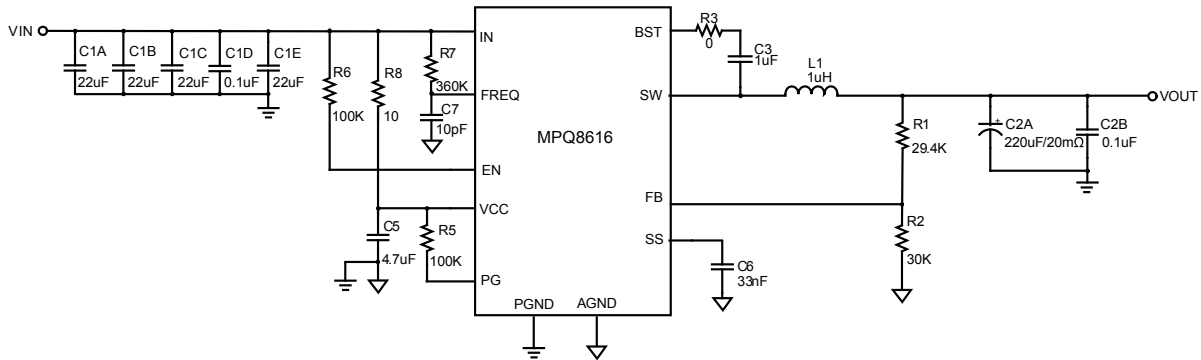 VIN
C1A
22uF
C1B
22uF
C1C
22uF
C1D
0.1uF
C1E
22uF
R6
100K
R8
10
R7
360K
C7
10pF
C5
4.7uF
R5
100K
IN
FREQ
EN
VCC
PG
MPQ8616
PGND
AGND
BST
SW
FB
SS
R3
0
C3
1uF
L1
1uH
R1
29.4K
R2
30K
C6
33nF
C2A
+
220uF/20mΩ
C2B
0.1uF
VOUT